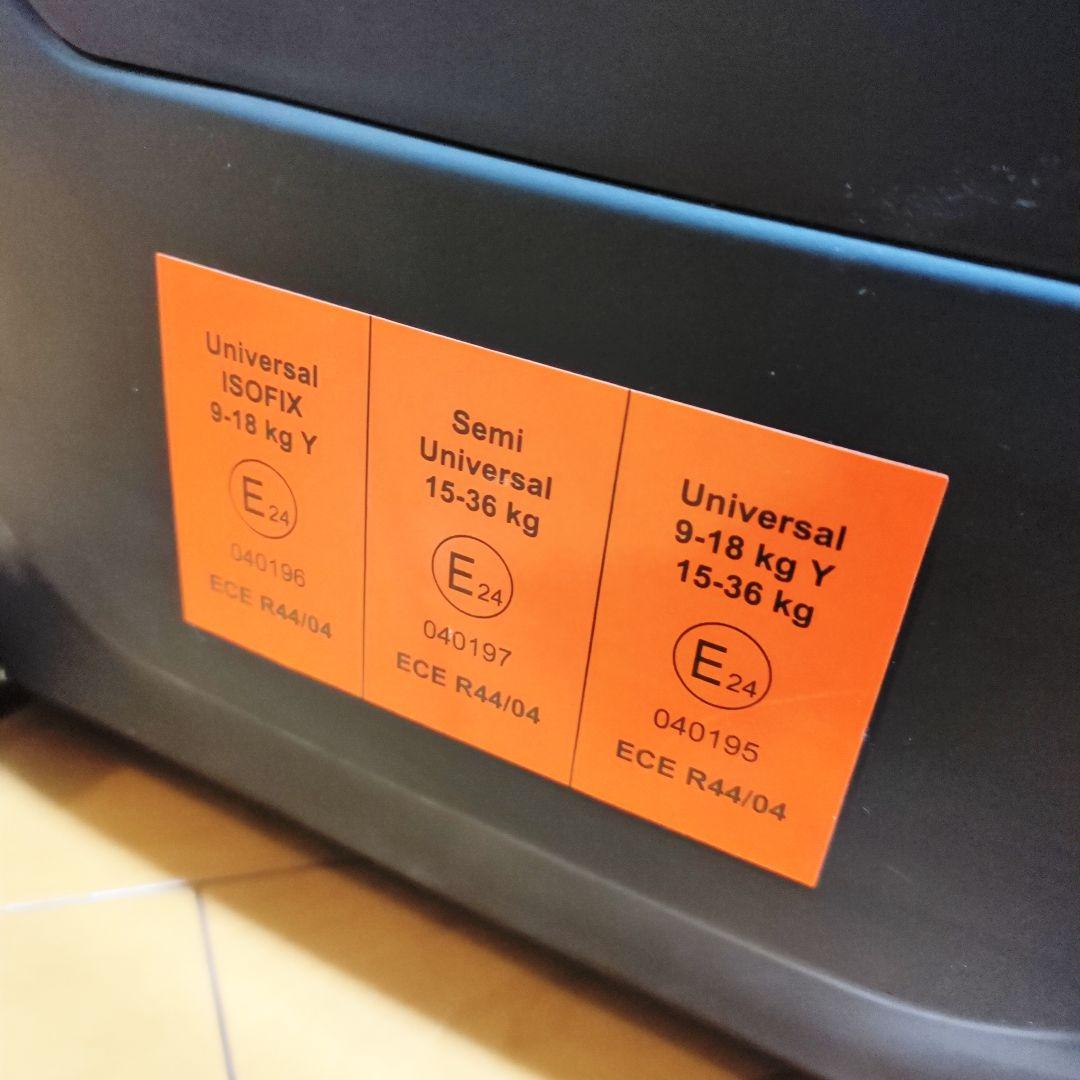 Universal
ISOFIX
9-18 kg Y
E24
040196
ECE R44/04
Semi
Universal
15-36 kg
E24
040197
ECE R44/04
Universal
9-18 kg Y
15-36 kg
E24
040195
ECE R44/04